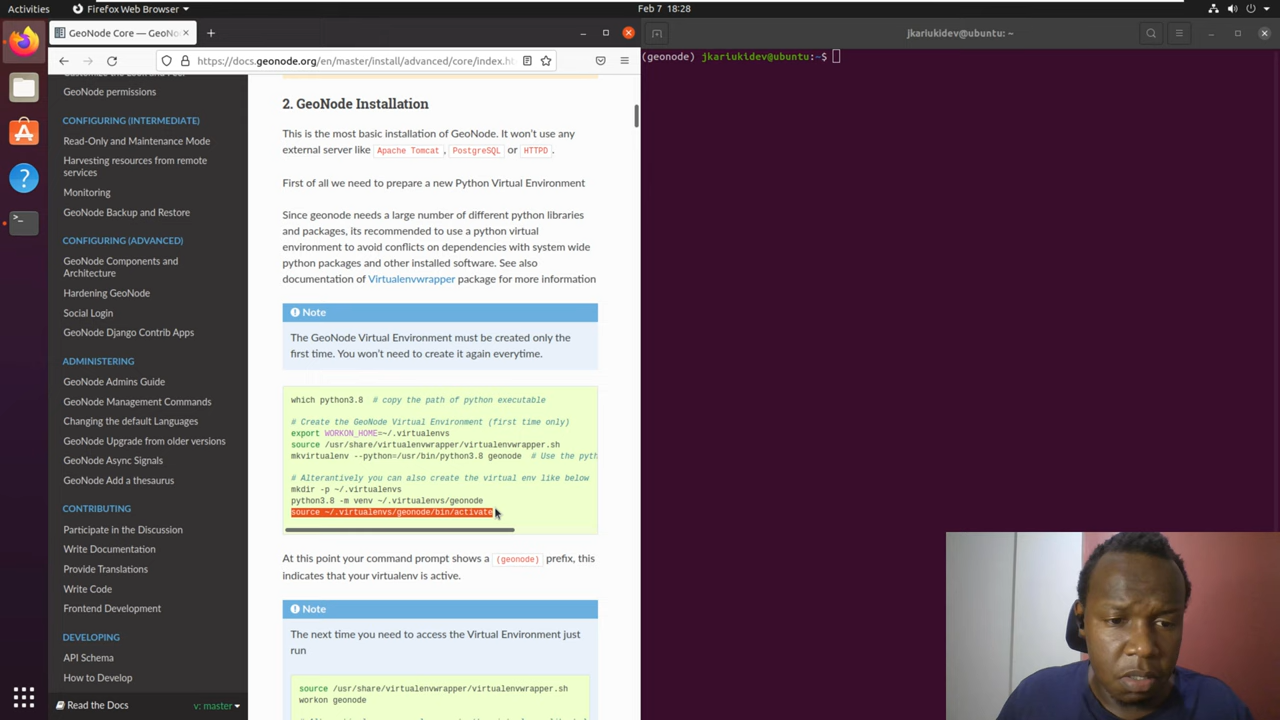 Activities
Firefox Web Browser
Feb 7 18:28
GeoNode Core — GeoNo
https://docs.geonode.org/en/master/install/advanced/core/index.ht
jkariukidev@ubuntu: ~
(geonode) jkariukidev@ubuntu:~$
GeoNode permissions
CONFIGURING (INTERMEDIATE)
Read-Only and Maintenance Mode
Harvesting resources from remote
services
Monitoring
GeoNode Backup and Restore
CONFIGURING (ADVANCED)
GeoNode Components and
Architecture
Hardening GeoNode
Social Login
GeoNode Django Contrib Apps
ADMINISTERING
GeoNode Admins Guide
GeoNode Management Commands
Changing the default Languages
GeoNode Upgrade from older versions
GeoNode Async Signals
GeoNode Add a thesaurus
CONTRIBUTING
Participate in the Discussion
Write Documentation
Provide Translations
Write Code
Frontend Development
DEVELOPING
API Schema
How to Develop
Read the Docs
v: master
2. GeoNode Installation
This is the most basic installation of GeoNode. It won't use any
external server like Apache Tomcat, PostgreSQL or HTTPD.
First of all we need to prepare a new Python Virtual Environment
Since geonode needs a large number of different python libraries
and packages, its recommended to use a python virtual
environment to avoid conflicts on dependencies with system wide
python packages and other installed software. See also
documentation of Virtualenvwrapper package for more information
Note
The GeoNode Virtual Environment must be created only the
first time. You won't need to create it again everytime.
which python3.8 # copy the path of python executable
# Create the GeoNode Virtual Environment (first time only)
export WORKON_HOME=~/.virtualenvs
source /usr/share/virtualenvwrapper/virtualenvwrapper.sh
mkvirtualenv --python=/usr/bin/python3.8 geonode # Use the pyth
# Alterantively you can also create the virtual env like below
mkdir -p ~/.virtualenvs
python3.8 -m venv ~/.virtualenvs/geonode
source ~/.virtualenvs/geonode/bin/activate
At this point your command prompt shows a (geonode) prefix, this
indicates that your virtualenv is active.
Note
The next time you need to access the Virtual Environment just
run
source /usr/share/virtualenvwrapper/virtualenvwrapper.sh
workon geonode